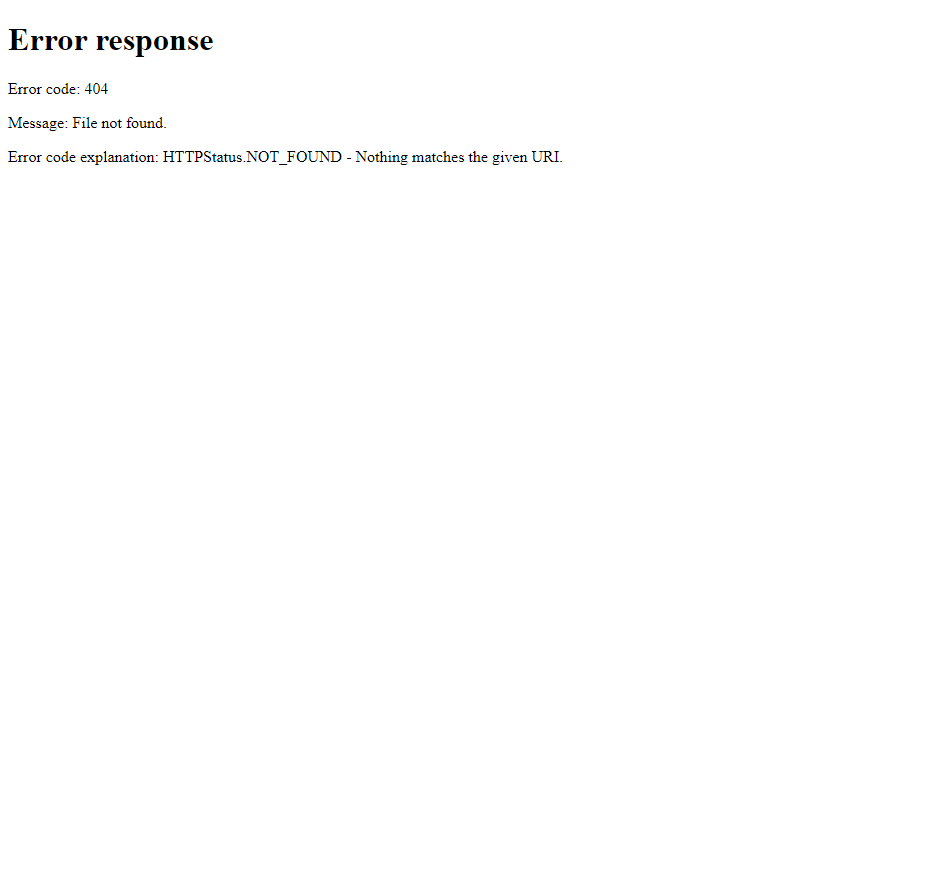 Error response
Error code: 404
Message: File not found.
Error code explanation: HTTPStatus.NOT_FOUND - Nothing matches the given URI.